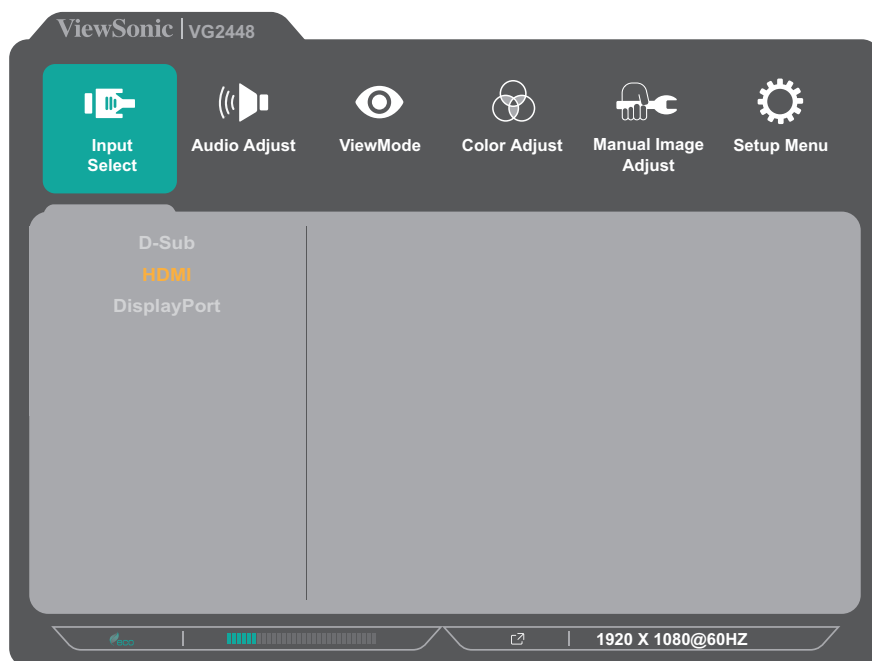 ViewSonic | VG2448
Input
Select
Audio Adjust
ViewMode
Color Adjust
Manual Image
Adjust
Setup Menu
D-Sub
HDMI
DisplayPort
eco
1920 X 1080@60HZ